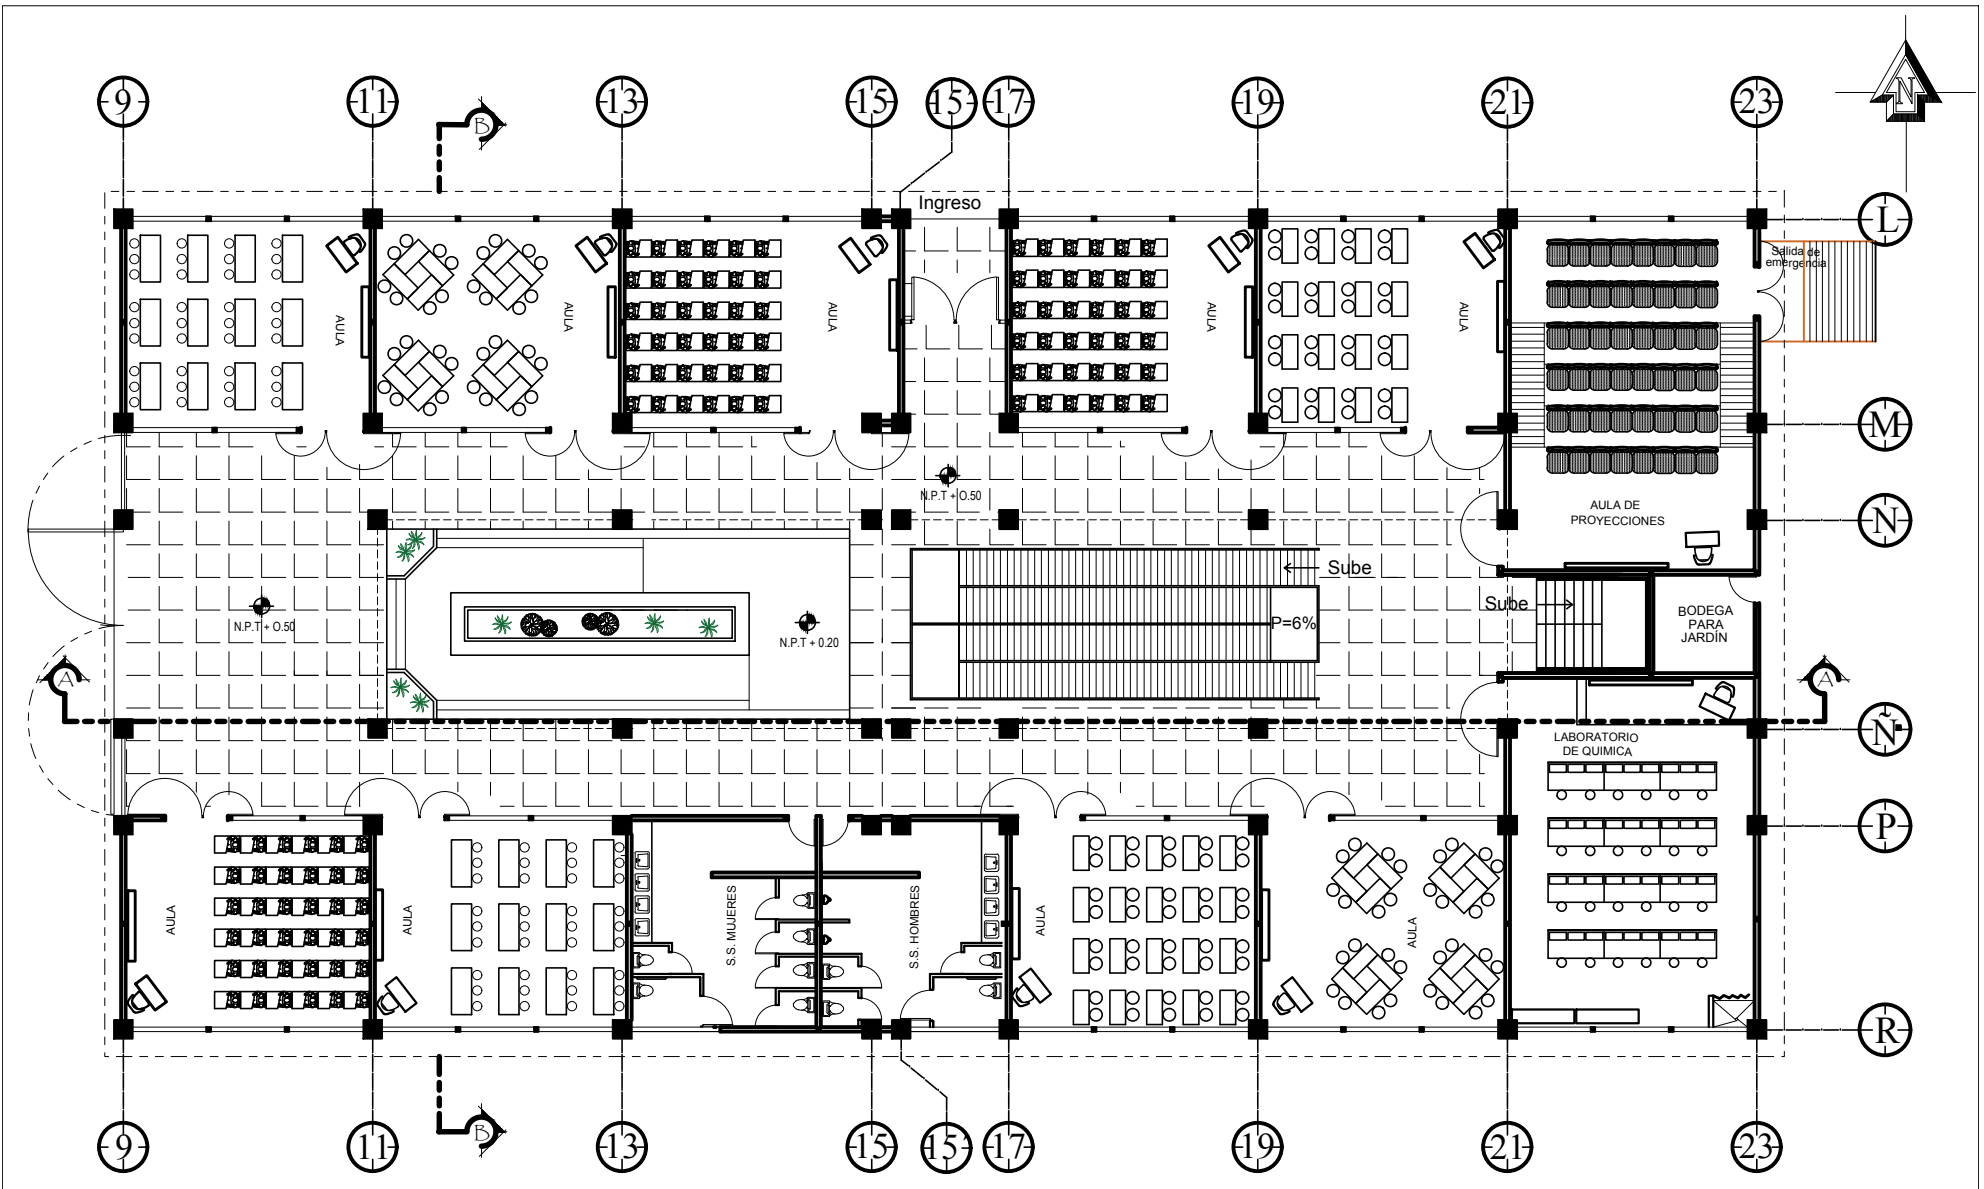 9
11
13
15
15'
17
19
21
23
N
B
L
Ingreso
Salida de
emergencia
AULA
AULA
AULA
AULA
AULA
M
N.P.T + O.50
AULA DE
PROYECCIONES
N
Sube
Sube
N.P.T + O.50
N.P.T + 0.20
P=6%
BODEGA
PARA
JARDÍN
A
A
Ñ
LABORATORIO
DE QUIMICA
P
AULA
AULA
S.S. MUJERES
S.S. HOMBRES
AULA
AULA
R
B
9
11
13
15
15'
17
19
21
23